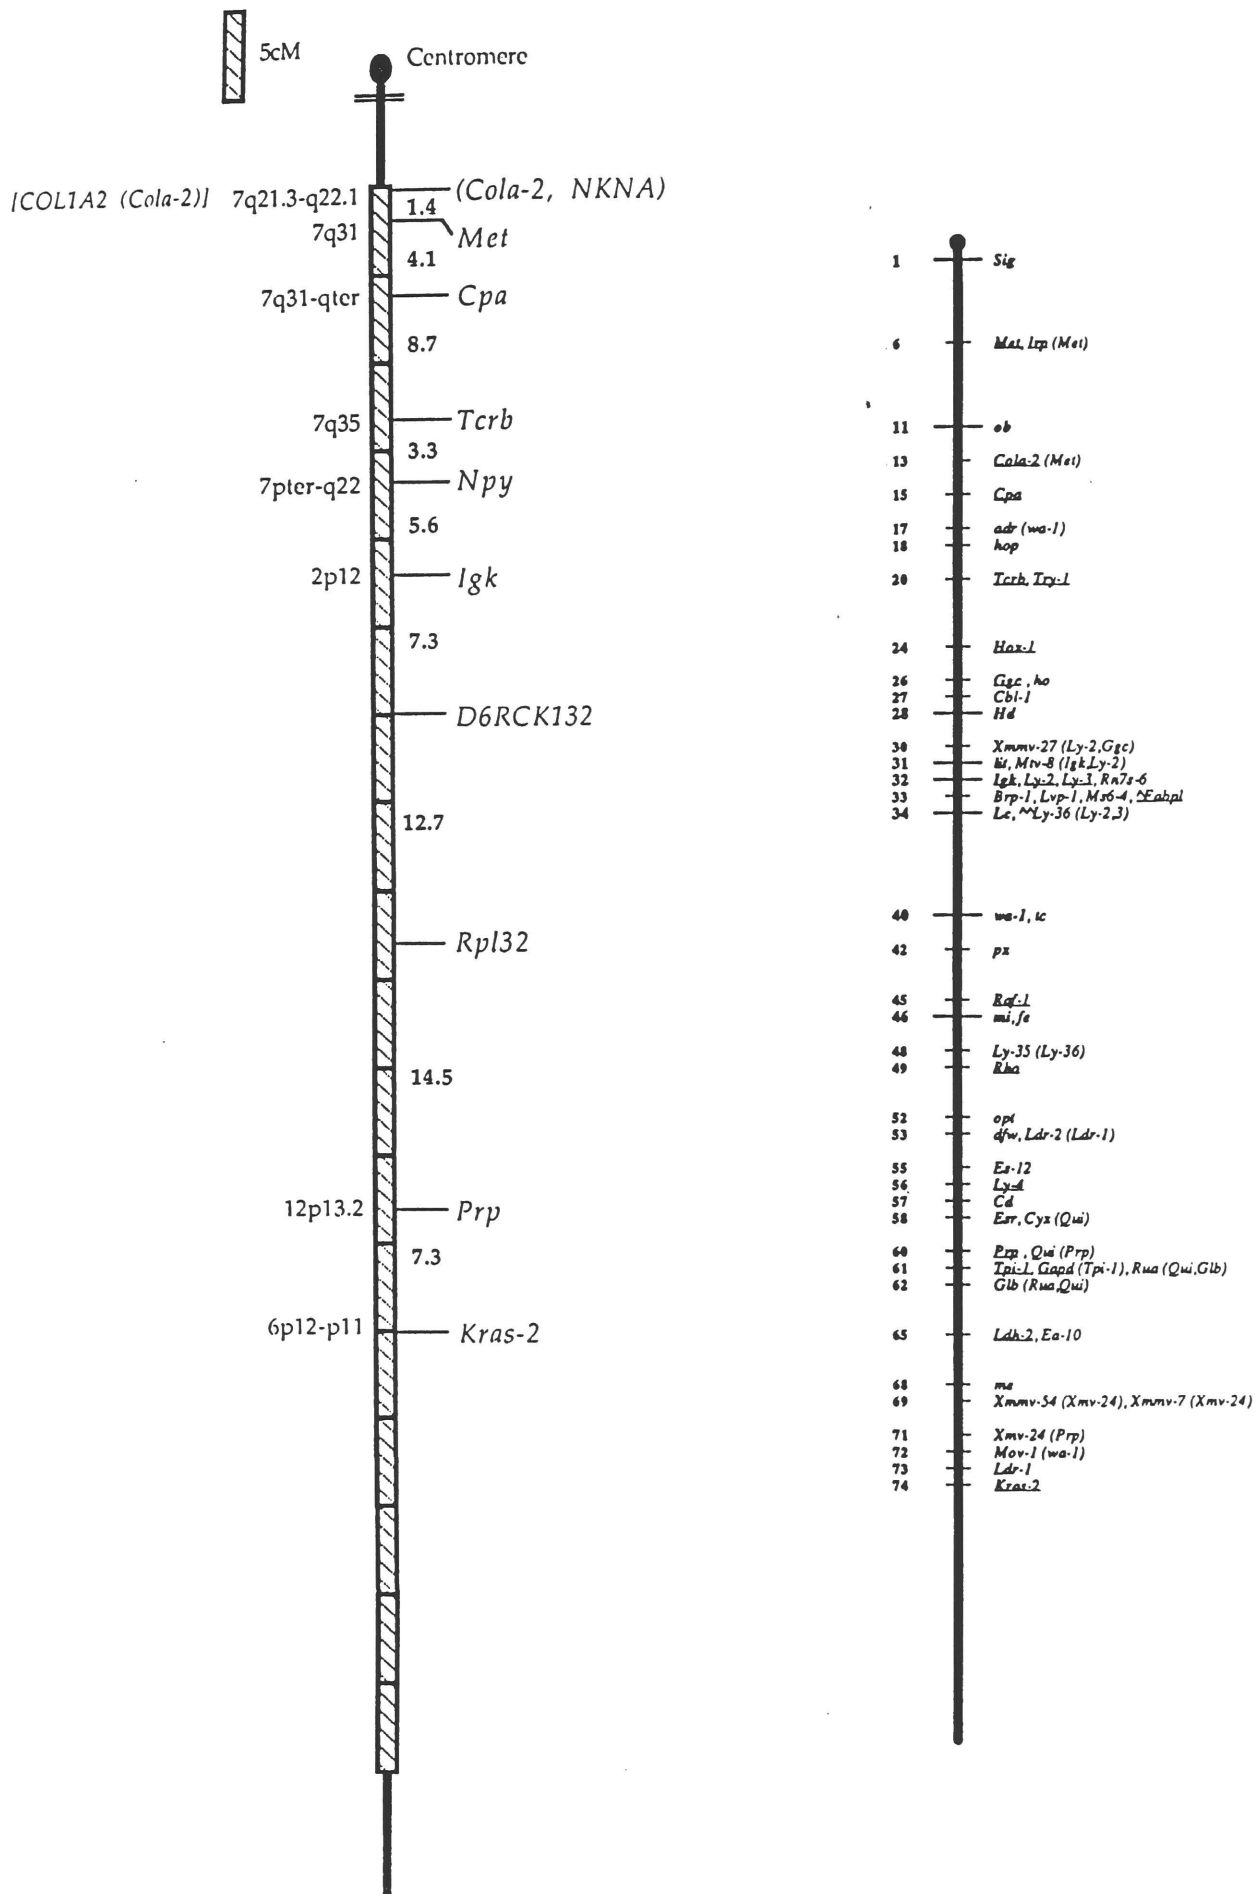 5cM
Centromere
[COL1A2 (Cola-2)] 7q21.3-q22.1 (Cola-2, NKNA)
1.4
7q31 Met
4.1
7q31-qter Cpa
8.7
7q35 Tcrb
3.3
7pter-q22 Npy
5.6
2p12 Igk
7.3
D6RCK132
12.7
Rpl32
14.5
12p13.2 Prp
7.3
6p12-p11 Kras-2
1 Sig
6 Met, Irp (Met)
11 ob
13 Cola-2 (Met)
15 Cpa
17 adr (wa-1)
18 hop
20 Tcrb, Try-1
24 Hox-1
26 Ggc, ho
27 Cbl-1
28 Hd
30 Xmmv-27 (Ly-2,Ggc)
31 lit, Mtv-8 (Igk,Ly-2)
32 Igk, Ly-2, Ly-3, Rn7s-6
33 Brp-1, Lvp-1, Ms6-4, ^Fabpl
34 Lc, ^^Ly-36 (Ly-2,3)
40 wa-1, tc
42 px
45 Raf-1
46 mi, fe
48 Ly-35 (Ly-36)
49 Rho
52 opt
53 dfw, Ldr-2 (Ldr-1)
55 Es-12
56 Ly-4
57 Cd
58 Esr, Cyx (Qui)
60 Prp, Qui (Prp)
61 Tpi-1, Gapd (Tpi-1), Rua (Qui,Glb)
62 Glb (Rua,Qui)
65 Ldh-2, Ea-10
68
69 Xmmv-54 (Xmv-24), Xmmv-7 (Xmv-24)
71 Xmv-24 (Prp)
72 Mov-1 (wa-1)
73 Ldr-1
74 Kras-2